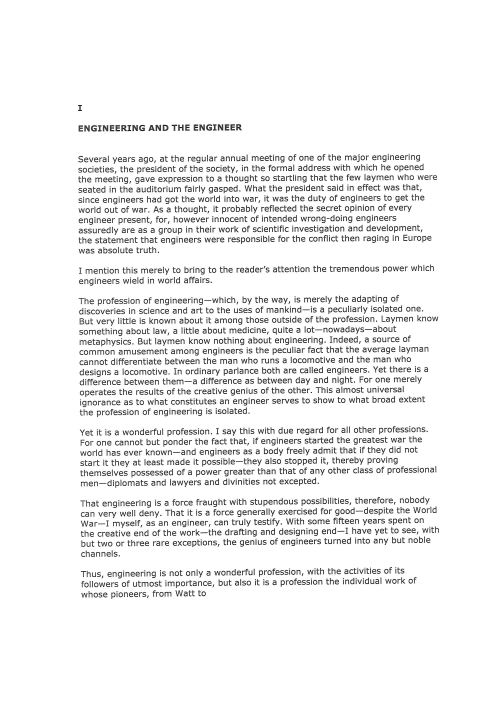 I
ENGINEERING AND THE ENGINEER
Several years ago, at the regular annual meeting of one of the major engineering
societies, the president of the society, in the formal address with which he opened
the meeting, gave expression to a thought so startling that the few laymen who were
seated in the auditorium fairly gasped. What the president said in effect was that,
since engineers had got the world into war, it was the duty of engineers to get the
world out of war. As a thought, it probably reflected the secret opinion of every
engineer present, for, however innocent of intended wrong-doing engineers
assuredly are as a group in their work of scientific investigation and development,
the statement that engineers were responsible for the conflict then raging in Europe
was absolute truth.
I mention this merely to bring to the reader's attention the tremendous power which
engineers wield in world affairs.
The profession of engineering—which, by the way, is merely the adapting of
discoveries in science and art to the uses of mankind—is a peculiarly isolated one.
But very little is known about it among those outside of the profession. Laymen know
something about law, a little about medicine, quite a lot—nowadays—about
metaphysics. But laymen know nothing about engineering. Indeed, a source of
common amusement among engineers is the peculiar fact that the average layman
cannot differentiate between the man who runs a locomotive and the man who
designs a locomotive. In ordinary parlance both are called engineers. Yet there is a
difference between them—a difference as between day and night. For one merely
operates the results of the creative genius of the other. This almost universal
ignorance as to what constitutes an engineer serves to show to what broad extent
the profession of engineering is isolated.
Yet it is a wonderful profession. I say this with due regard for all other professions.
For one cannot but ponder the fact that, if engineers started the greatest war the
world has ever known—and engineers as a body freely admit that if they did not
start it they at least made it possible—they also stopped it, thereby proving
themselves possessed of a power greater than that of any other class of professional
men—diplomats and lawyers and divinities not excepted.
That engineering is a force fraught with stupendous possibilities, therefore, nobody
can very well deny. That it is a force generally exercised for good—despite the World
War—I myself, as an engineer, can truly testify. With some fifteen years spent on
the creative end of the work—the drafting and designing end—I have yet to see, with
but two or three rare exceptions, the genius of engineers turned into any but noble
channels.
Thus, engineering is not only a wonderful profession, with the activities of its
followers of utmost importance, but also it is a profession the individual work of
whose pioneers, from Watt to